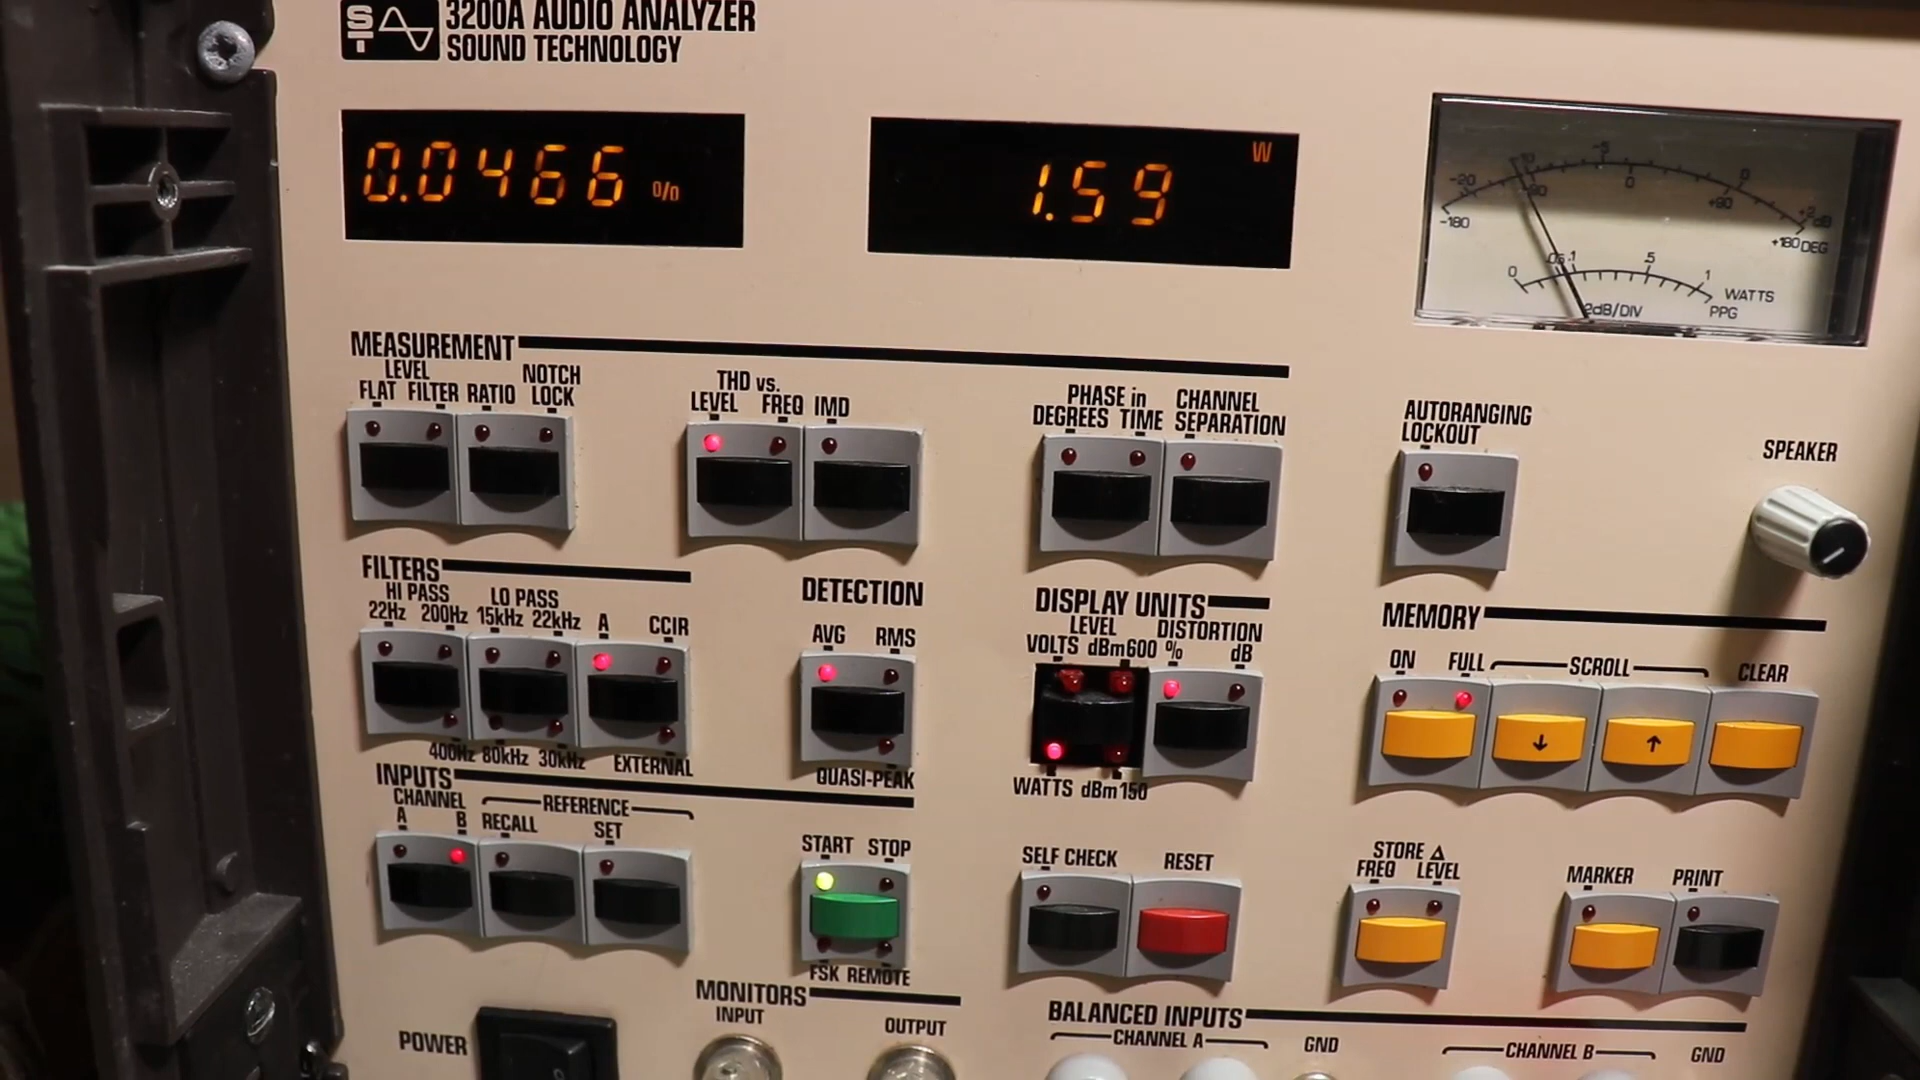 STI
3200A AUDIO ANALYZER
SOUND TECHNOLOGY
0.0466 %
1.59 W
-20 10 -5 0 +2 dB
-180 -90 0 +90 +180 DEG
0 .05 .1 .5 1 WATTS
2dB/DIV PPG
MEASUREMENT
LEVEL
FLAT FILTER RATIO NOTCH LOCK
THD vs.
LEVEL FREQ IMD
PHASE in
DEGREES TIME
CHANNEL
SEPARATION
AUTORANGING
LOCKOUT
SPEAKER
FILTERS
HI PASS LO PASS
22Hz 200Hz 15kHz 22kHz A CCIR
400Hz 80kHz 30kHz EXTERNAL
DETECTION
AVG RMS
QUASI-PEAK
DISPLAY UNITS
LEVEL DISTORTION
VOLTS dBm600 % dB
WATTS dBm150
MEMORY
ON FULL SCROLL CLEAR
↓ ↑
INPUTS
CHANNEL REFERENCE
A B RECALL SET
START STOP
FSK REMOTE
SELF CHECK RESET
STORE Δ
FREQ LEVEL
MARKER PRINT
POWER
MONITORS
INPUT OUTPUT
BALANCED INPUTS
CHANNEL A GND CHANNEL B GND